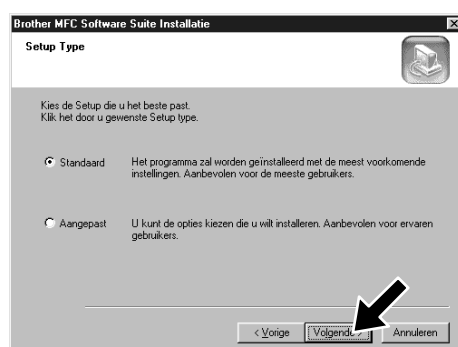 Brother MFC Software Suite Installatie
Setup Type
Kies de Setup die u het beste past.
Klik het door u gewenste Setup type.
Standaard
Het programma zal worden geïnstalleerd met de meest voorkomende
instellingen. Aanbevolen voor de meeste gebruikers.
Aangepast
U kunt de opties kiezen die u wilt installeren. Aanbevolen voor ervaren
gebruikers.
< Vorige
Volgende >
Annuleren